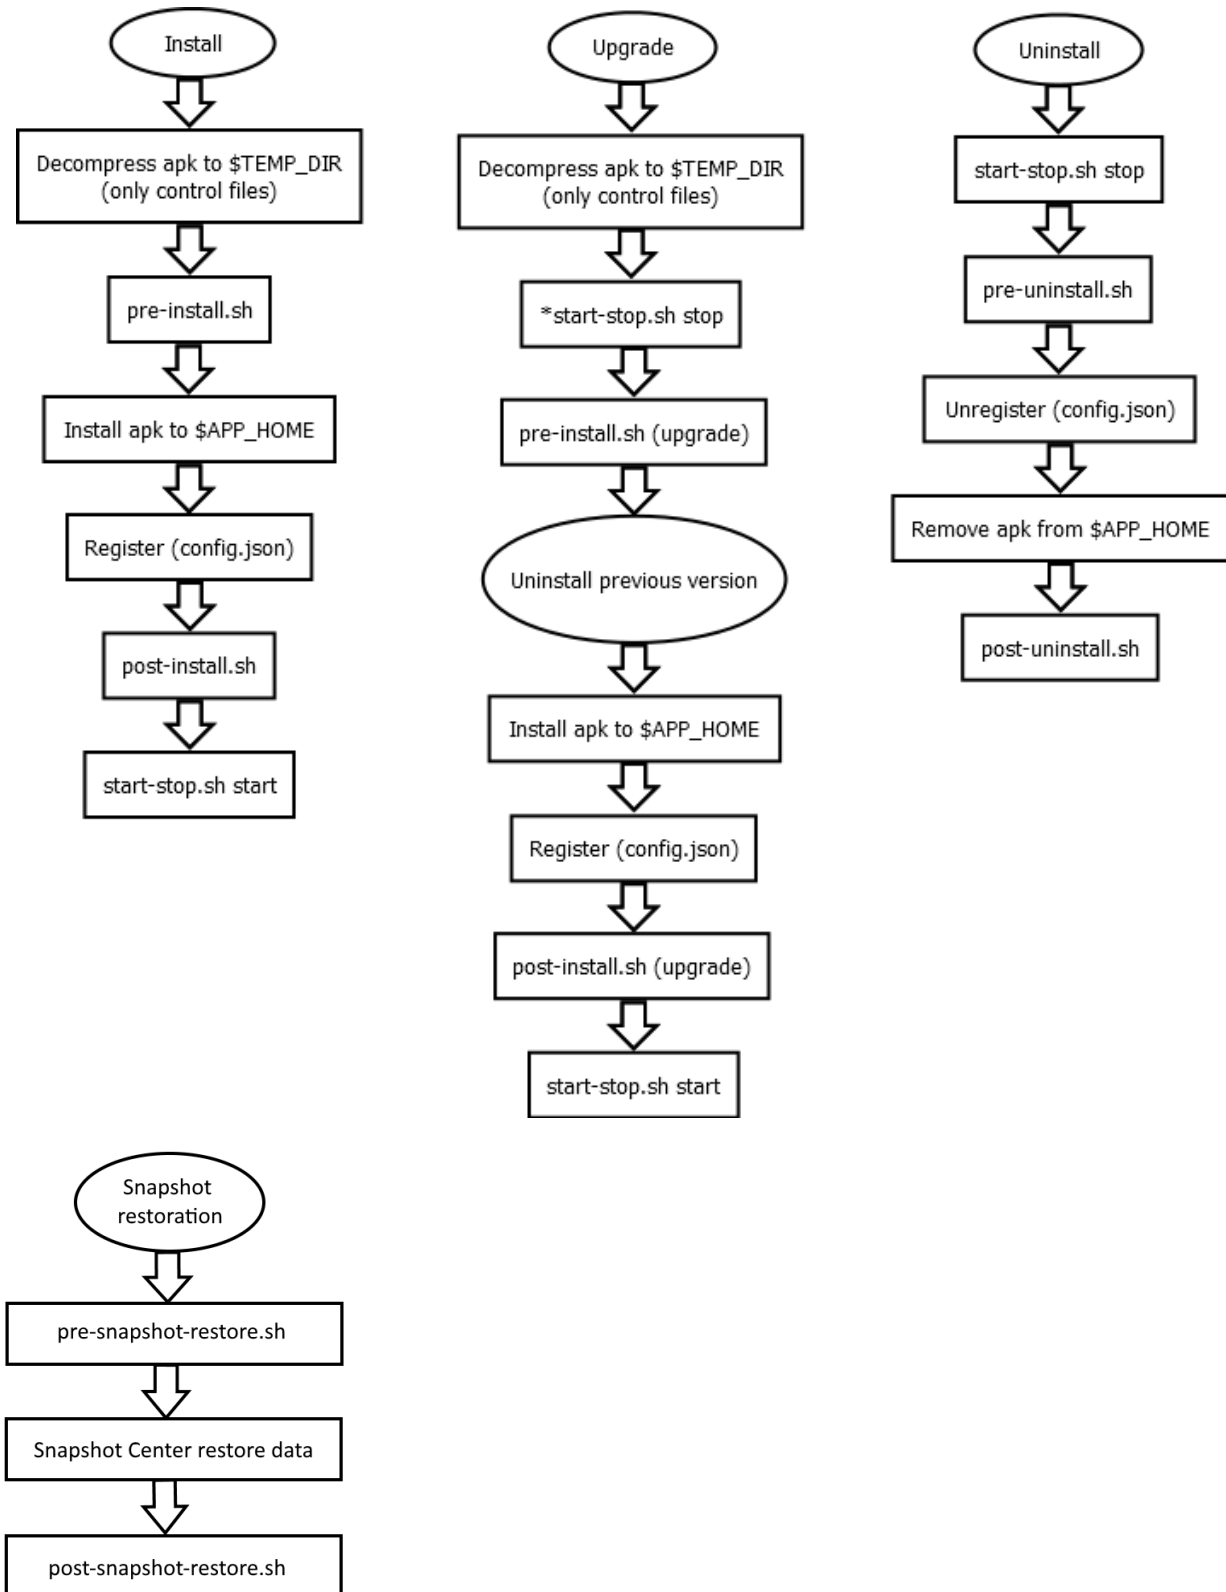 Install
Decompress apk to $TEMP_DIR
(only control files)
pre-install.sh
Install apk to $APP_HOME
Register (config.json)
post-install.sh
start-stop.sh start
Upgrade
Decompress apk to $TEMP_DIR
(only control files)
*start-stop.sh stop
pre-install.sh (upgrade)
Uninstall previous version
Install apk to $APP_HOME
Register (config.json)
post-install.sh (upgrade)
start-stop.sh start
Uninstall
start-stop.sh stop
pre-uninstall.sh
Unregister (config.json)
Remove apk from $APP_HOME
post-uninstall.sh
Snapshot
restoration
pre-snapshot-restore.sh
Snapshot Center restore data
post-snapshot-restore.sh